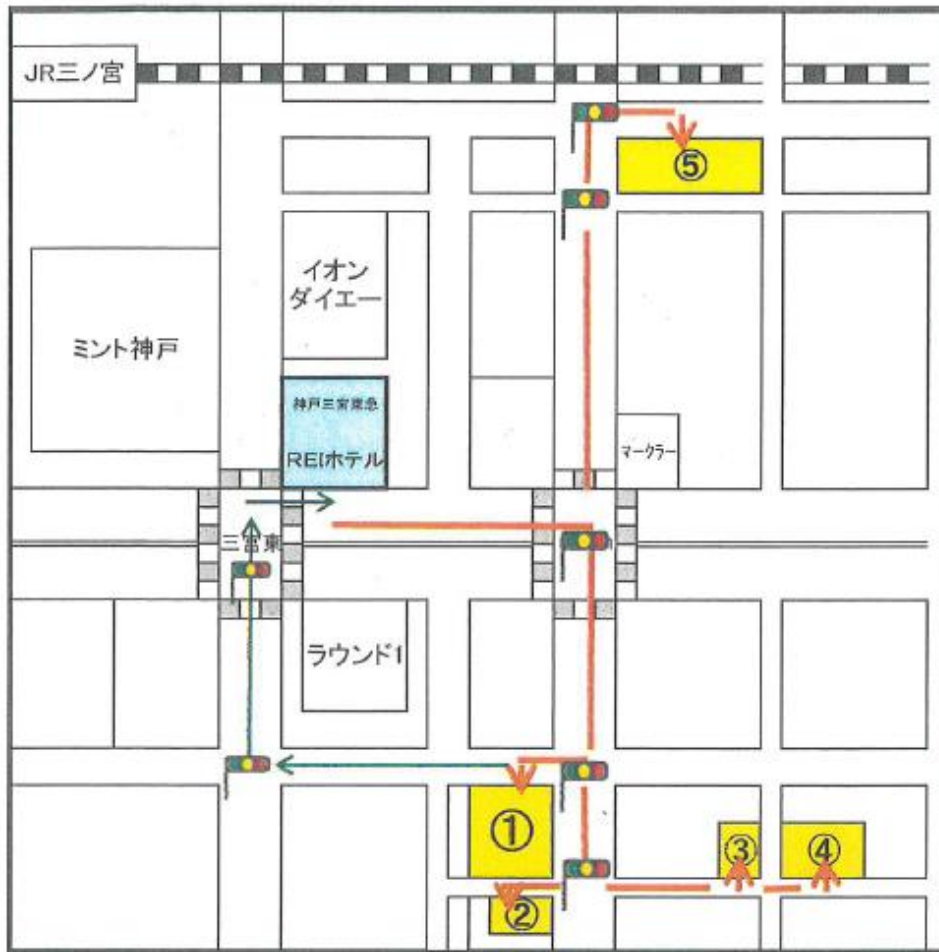 JR三ノ宮
⑤
イオン
ダイエー
ミント神戸
神戸三宮東急
REIホテル
マークラー
三宮東
ラウンド1
①
③
④
②